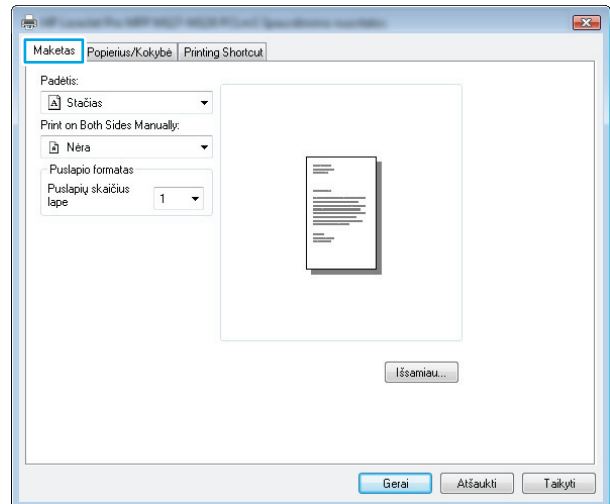 Maketas
Popierius/Kokybė
Printing Shortcut
Padėtis:
Stačias
Print on Both Sides Manually:
Nėra
Puslapio formatas
Puslapių skaičius
lape
1
Išsamiau...
Gerai
Atšaukti
Taikyti